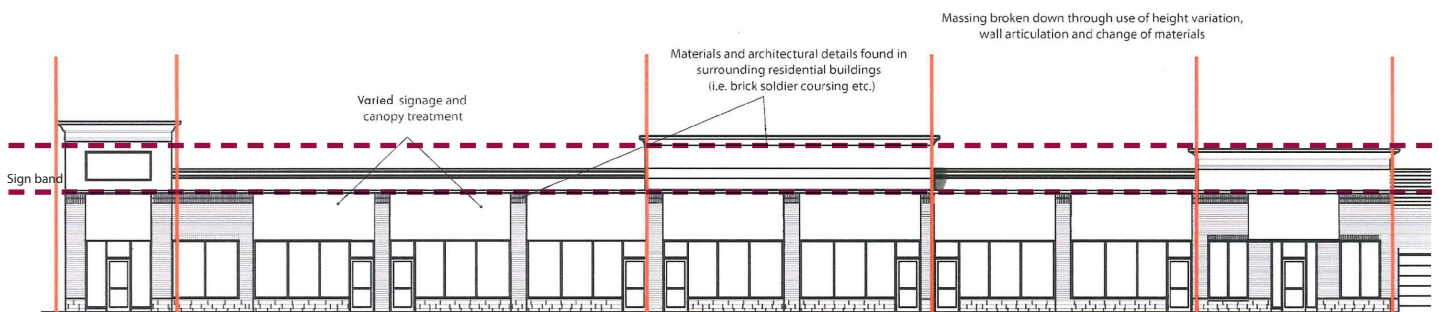 Massing broken down through use of height variation,
wall articulation and change of materials
Materials and architectural details found in
surrounding residential buildings
(i.e. brick soldier coursing etc.)
Varied signage and
canopy treatment
Sign band